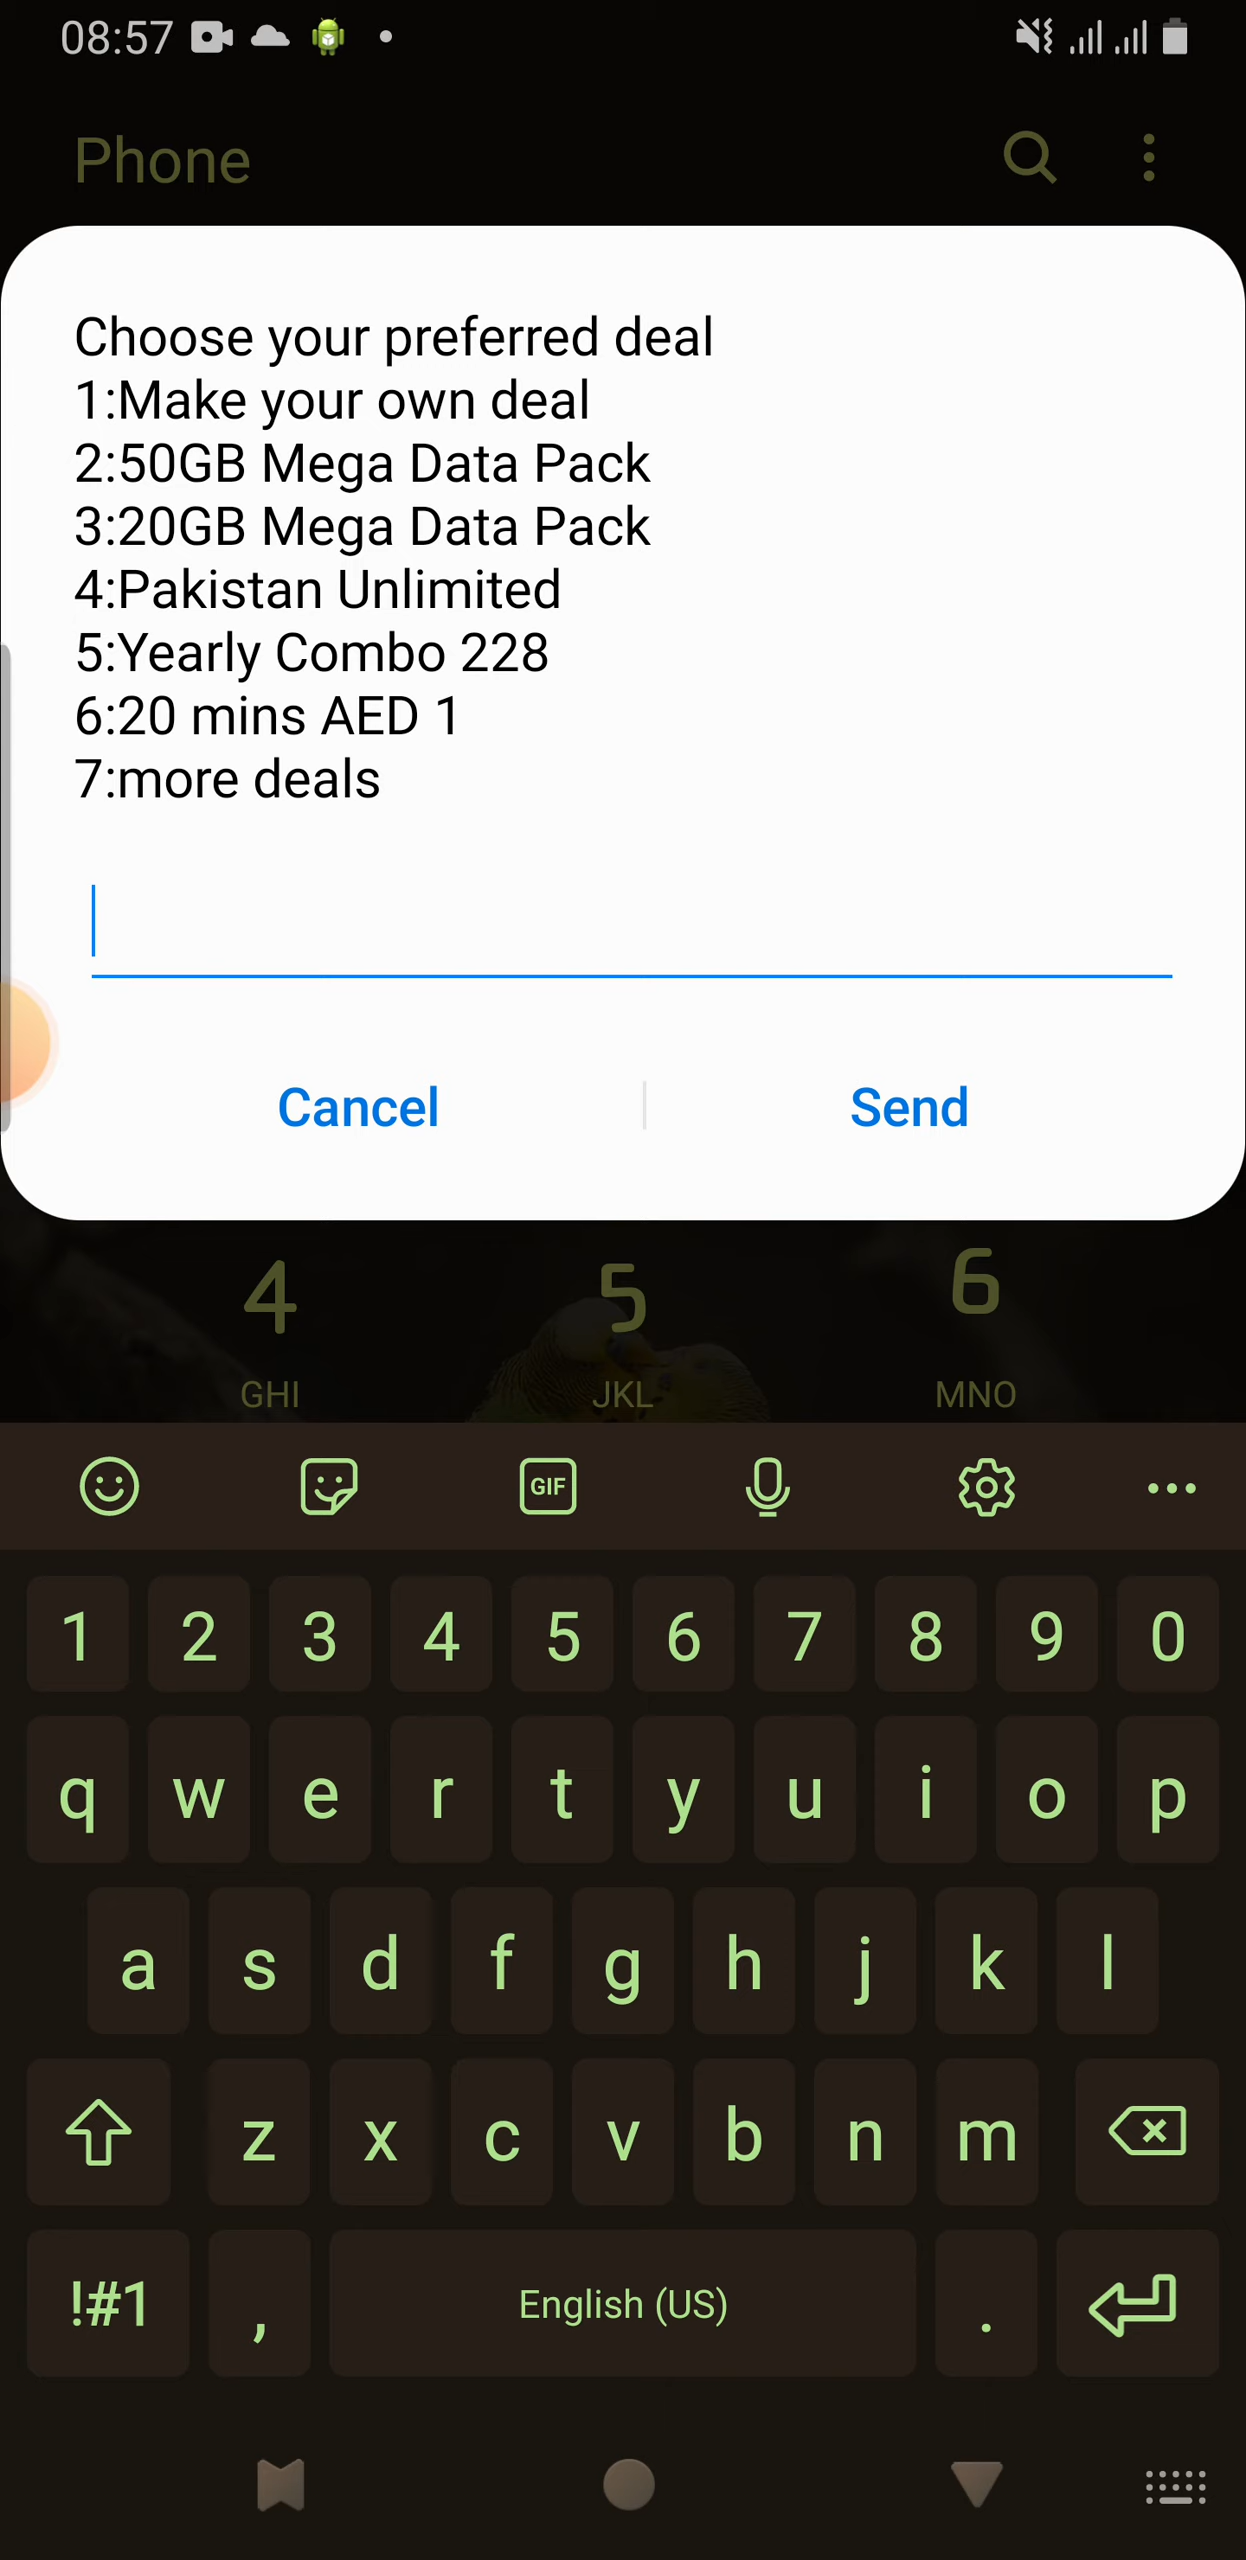 08:57
Phone
Choose your preferred deal
1:Make your own deal
2:50GB Mega Data Pack
3:20GB Mega Data Pack
4:Pakistan Unlimited
5:Yearly Combo 228
6:20 mins AED 1
7:more deals
Cancel Send
4 5 6
GHI JKL MNO
GIF
1 2 3 4 5 6 7 8 9 0
q w e r t y u i o p
a s d f g h j k l
z x c v b n m
!#1 , English (US) .